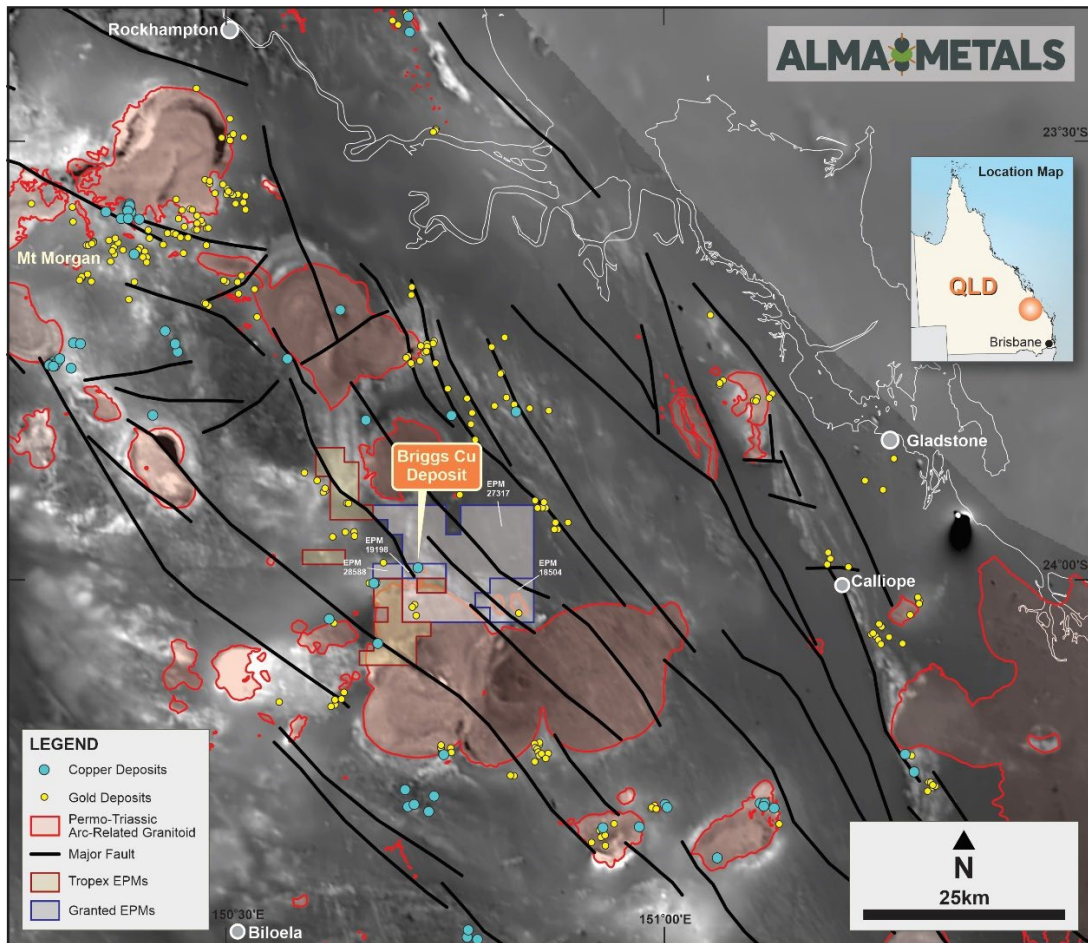 Rockhampton
ALMA METALS
23°30'S
Location Map
QLD
Brisbane
Mt Morgan
Gladstone
Briggs Cu
Deposit
EPM
27317
EPM
19198
EPM
28588
EPM
18504
24°00'S
Calliope
LEGEND
Copper Deposits
Gold Deposits
Permo-Triassic
Arc-Related Granitoid
Major Fault
Tropex EPMs
Granted EPMs
N
25km
150°30'E
151°00'E
Biloela